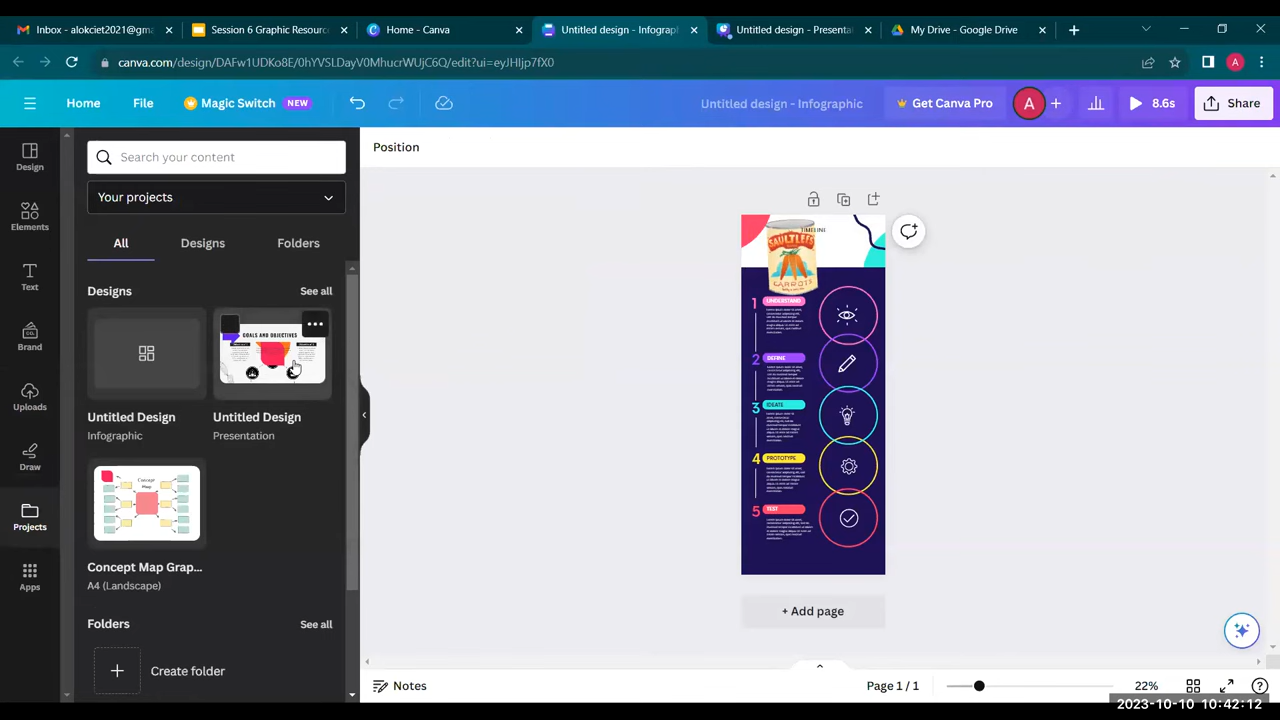 Inbox - alokciet2021@gma
Session 6 Graphic Resourc
Home - Canva
Untitled design - Infograph
Untitled design - Presenta
My Drive - Google Drive
canva.com/design/DAFw1UDKo8E/0hYVSLDayV0MhucrWUjC6Q/edit?ui=eyJHIjp7fX0
A
Home
File
Magic Switch
NEW
Untitled design - Infographic
Get Canva Pro
A
8.6s
Share
Design
Elements
Text
Brand
Uploads
Draw
Projects
Apps
Search your content
Your projects
All
Designs
Folders
Designs
See all
GOALS AND OBJECTIVES
Untitled Design
Untitled Design
Presentation
Concept
Map
Concept Map Grap...
A4 (Landscape)
Folders
See all
Create folder
Position
TIMELINE
SAULTLEES
CARROTS
1 UNDERSTAND
2 DEFINE
3 IDEATE
4 PROTOTYPE
5 TEST
+ Add page
Notes
Page 1 / 1
22%
2023-10-10 10:42:12